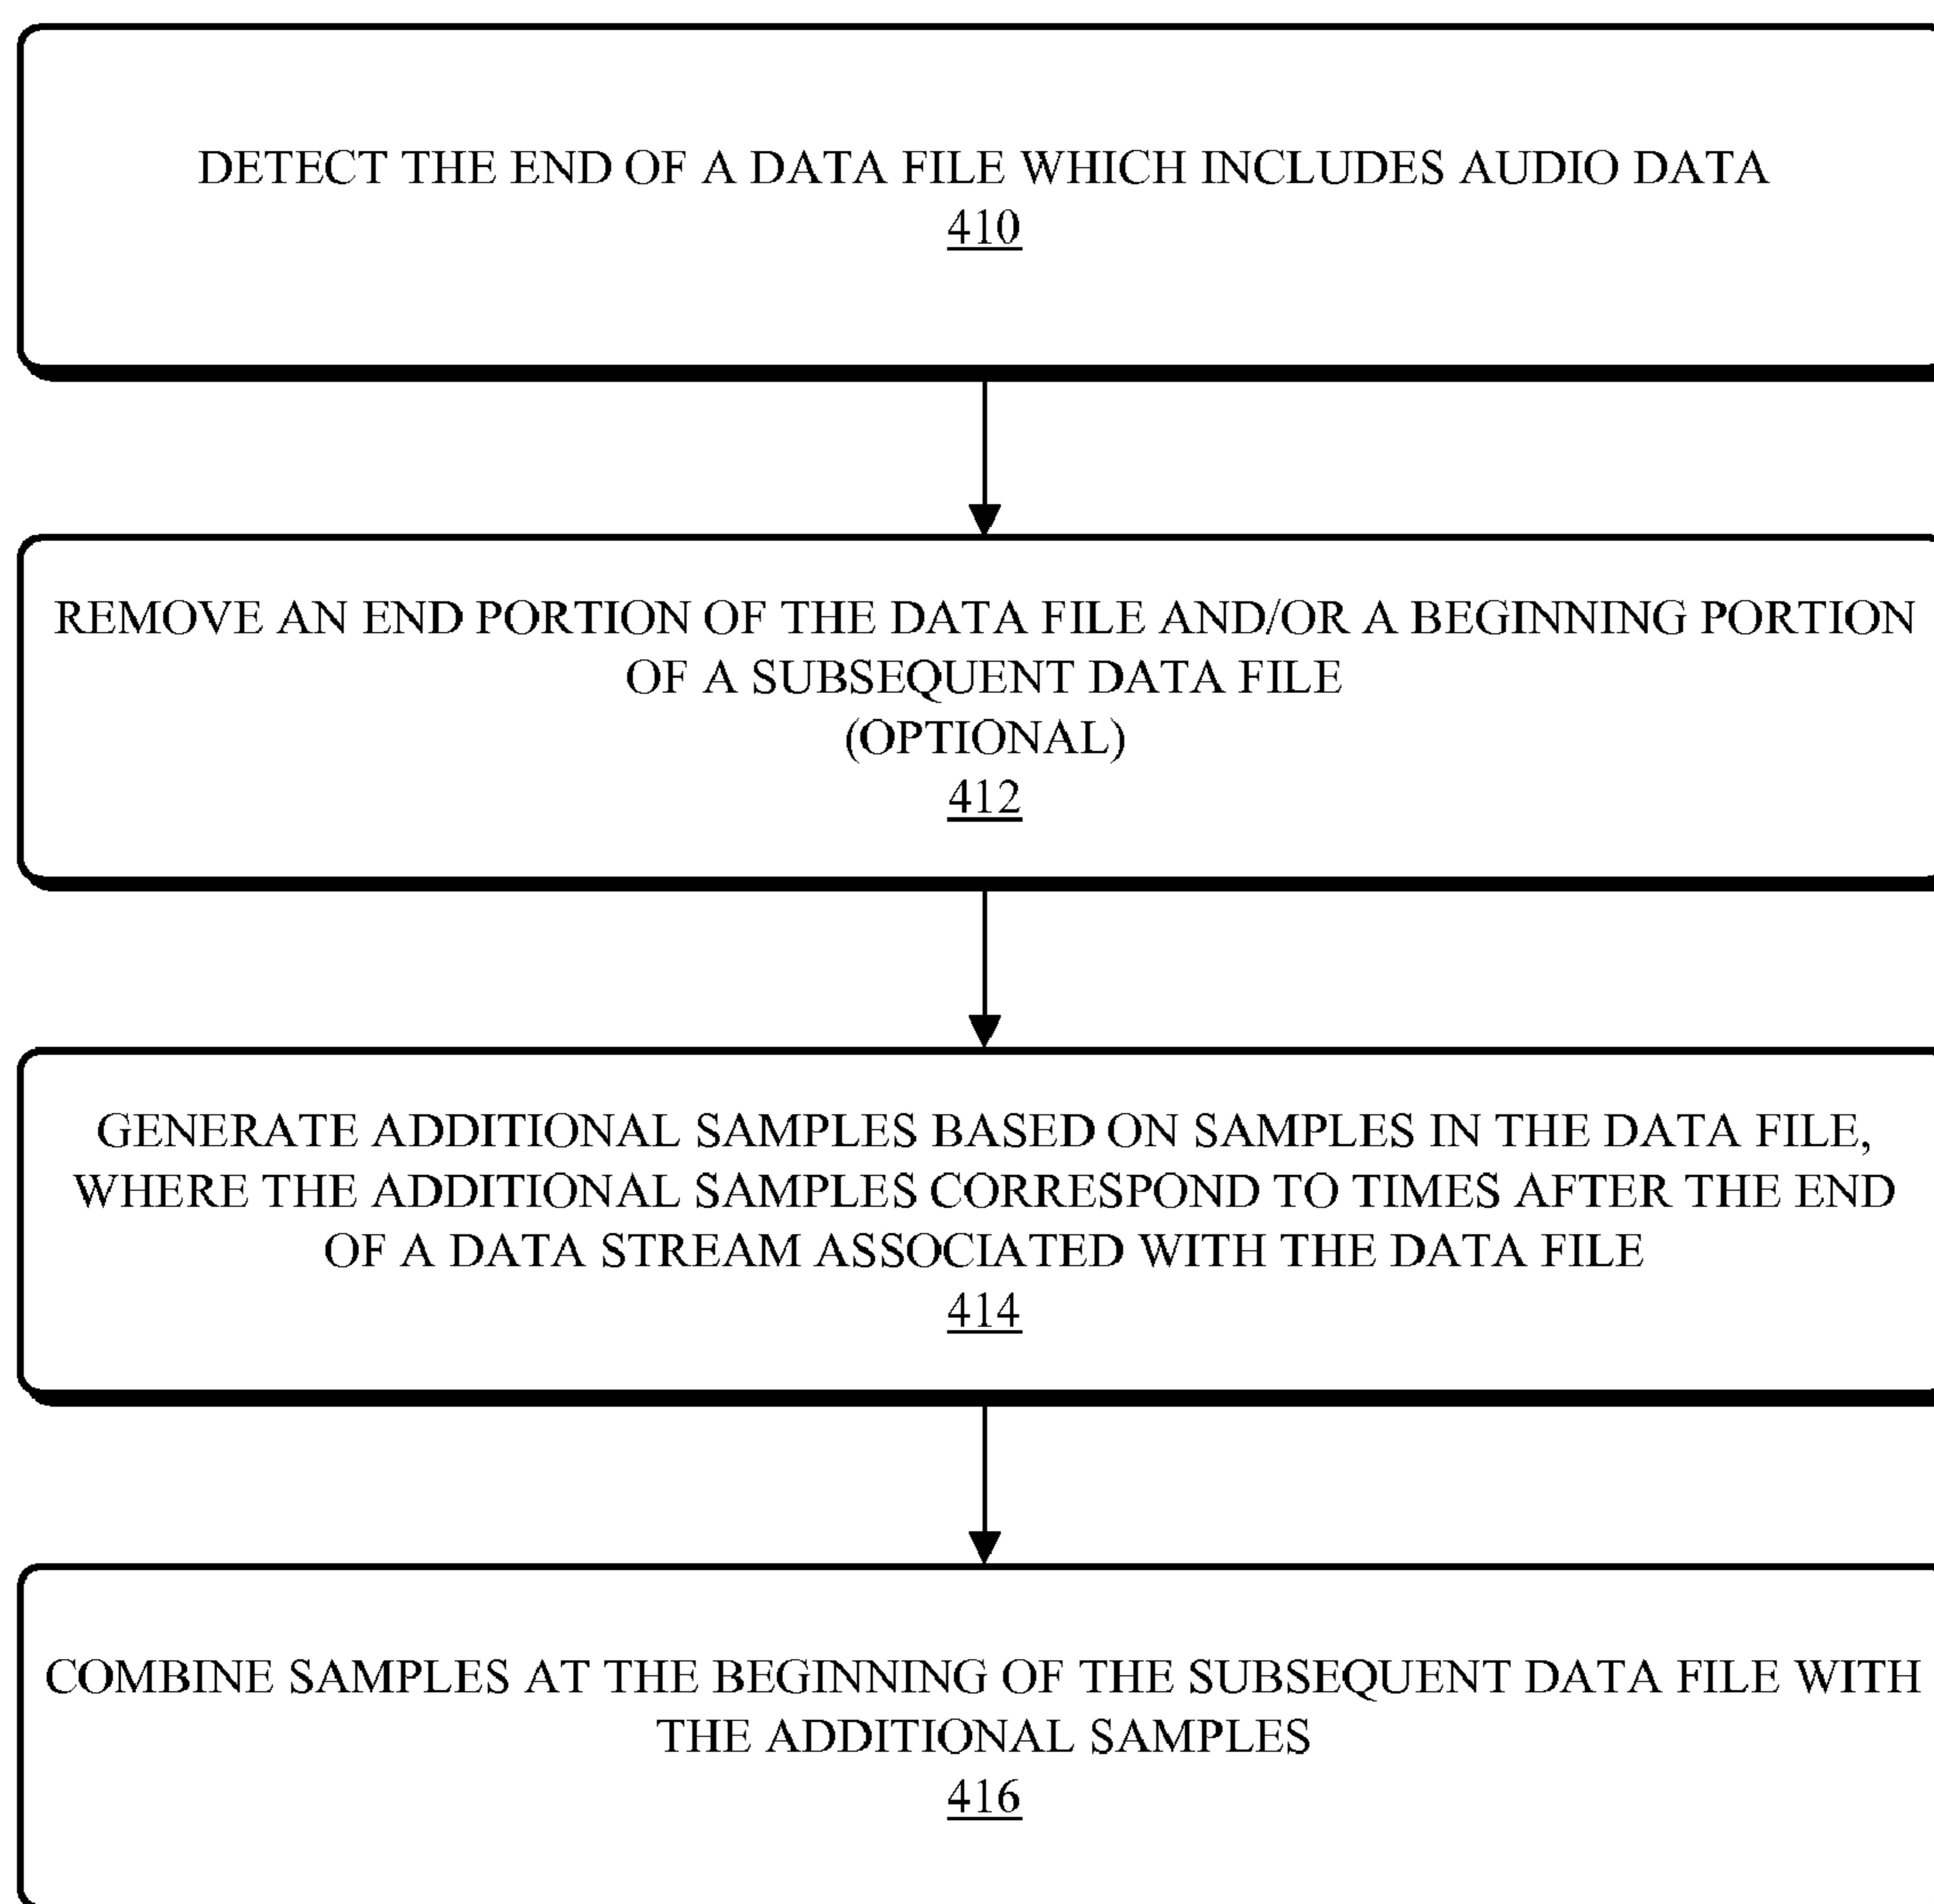 DETECT THE END OF A DATA FILE WHICH INCLUDES AUDIO DATA
410
REMOVE AN END PORTION OF THE DATA FILE AND/OR A BEGINNING PORTION
OF A SUBSEQUENT DATA FILE
(OPTIONAL)
412
GENERATE ADDITIONAL SAMPLES BASED ON SAMPLES IN THE DATA FILE,
WHERE THE ADDITIONAL SAMPLES CORRESPOND TO TIMES AFTER THE END
OF A DATA STREAM ASSOCIATED WITH THE DATA FILE
414
COMBINE SAMPLES AT THE BEGINNING OF THE SUBSEQUENT DATA FILE WITH
THE ADDITIONAL SAMPLES
416